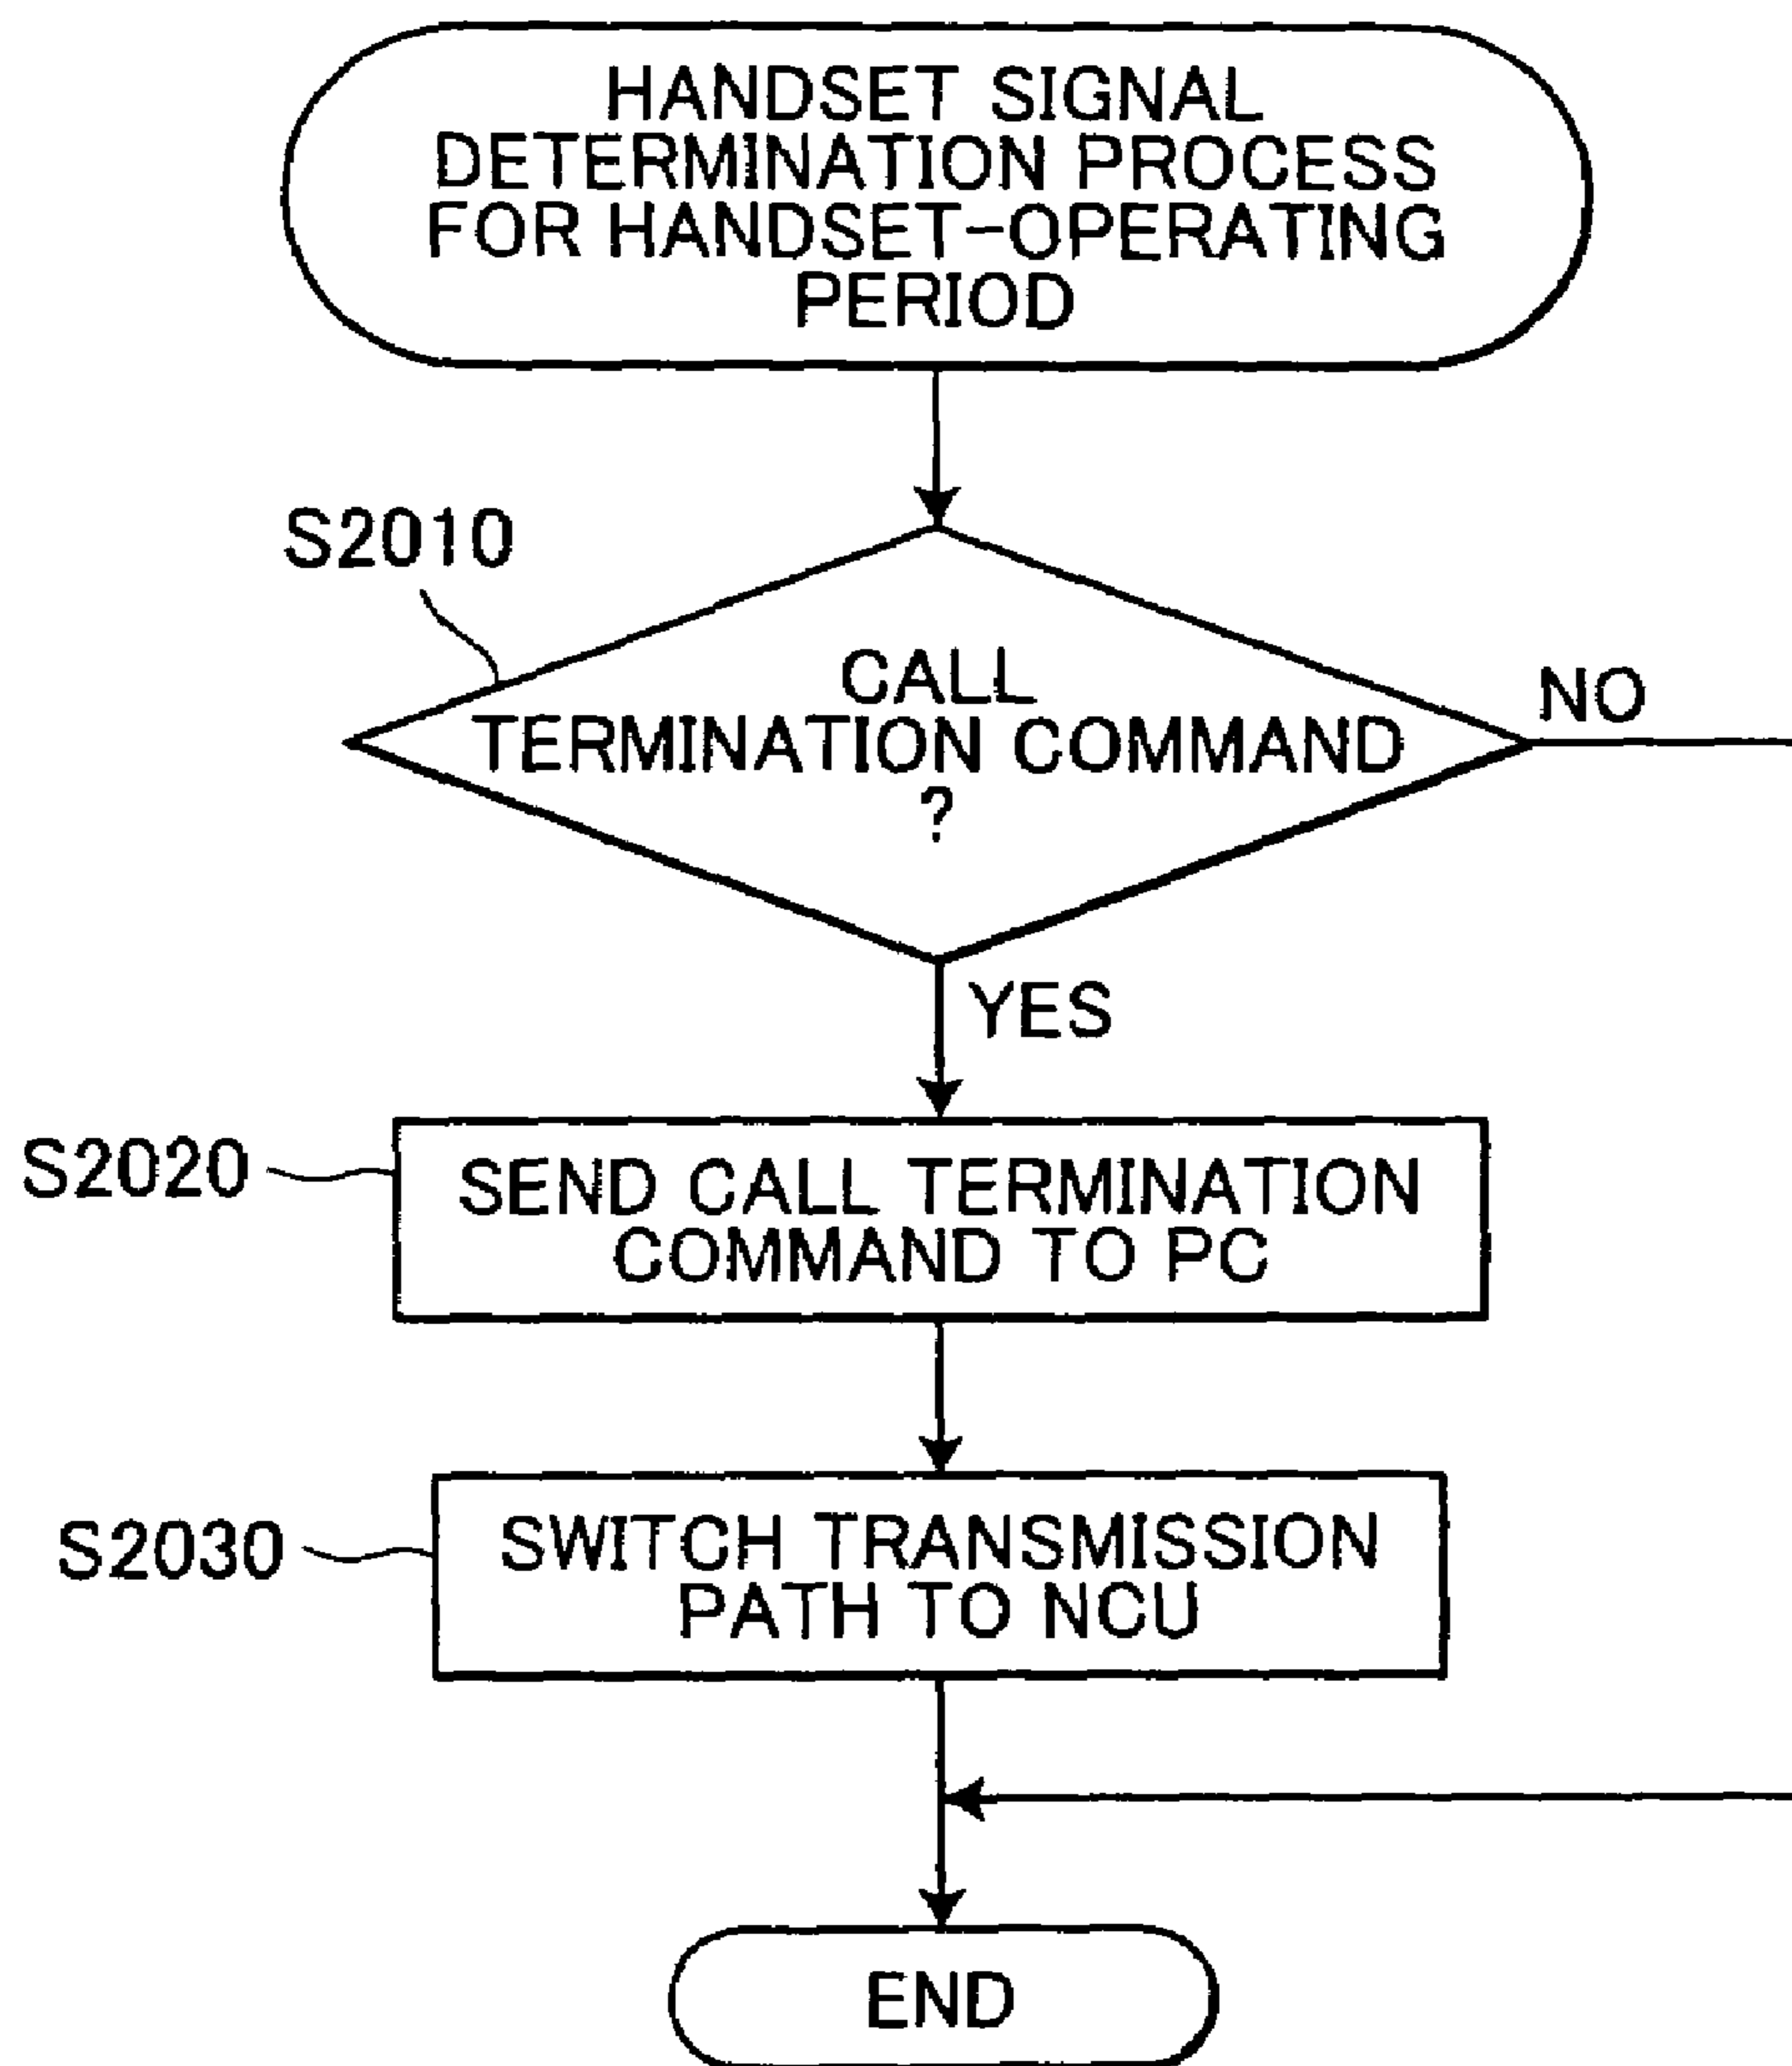 HANDSET SIGNAL
DETERMINATION PROCESS
FOR HANDSET-OPERATING
PERIOD
S2010
CALL
TERMINATION COMMAND
?
NO
YES
S2020
SEND CALL TERMINATION
COMMAND TO PC
S2030
SWITCH TRANSMISSION
PATH TO NCU
END